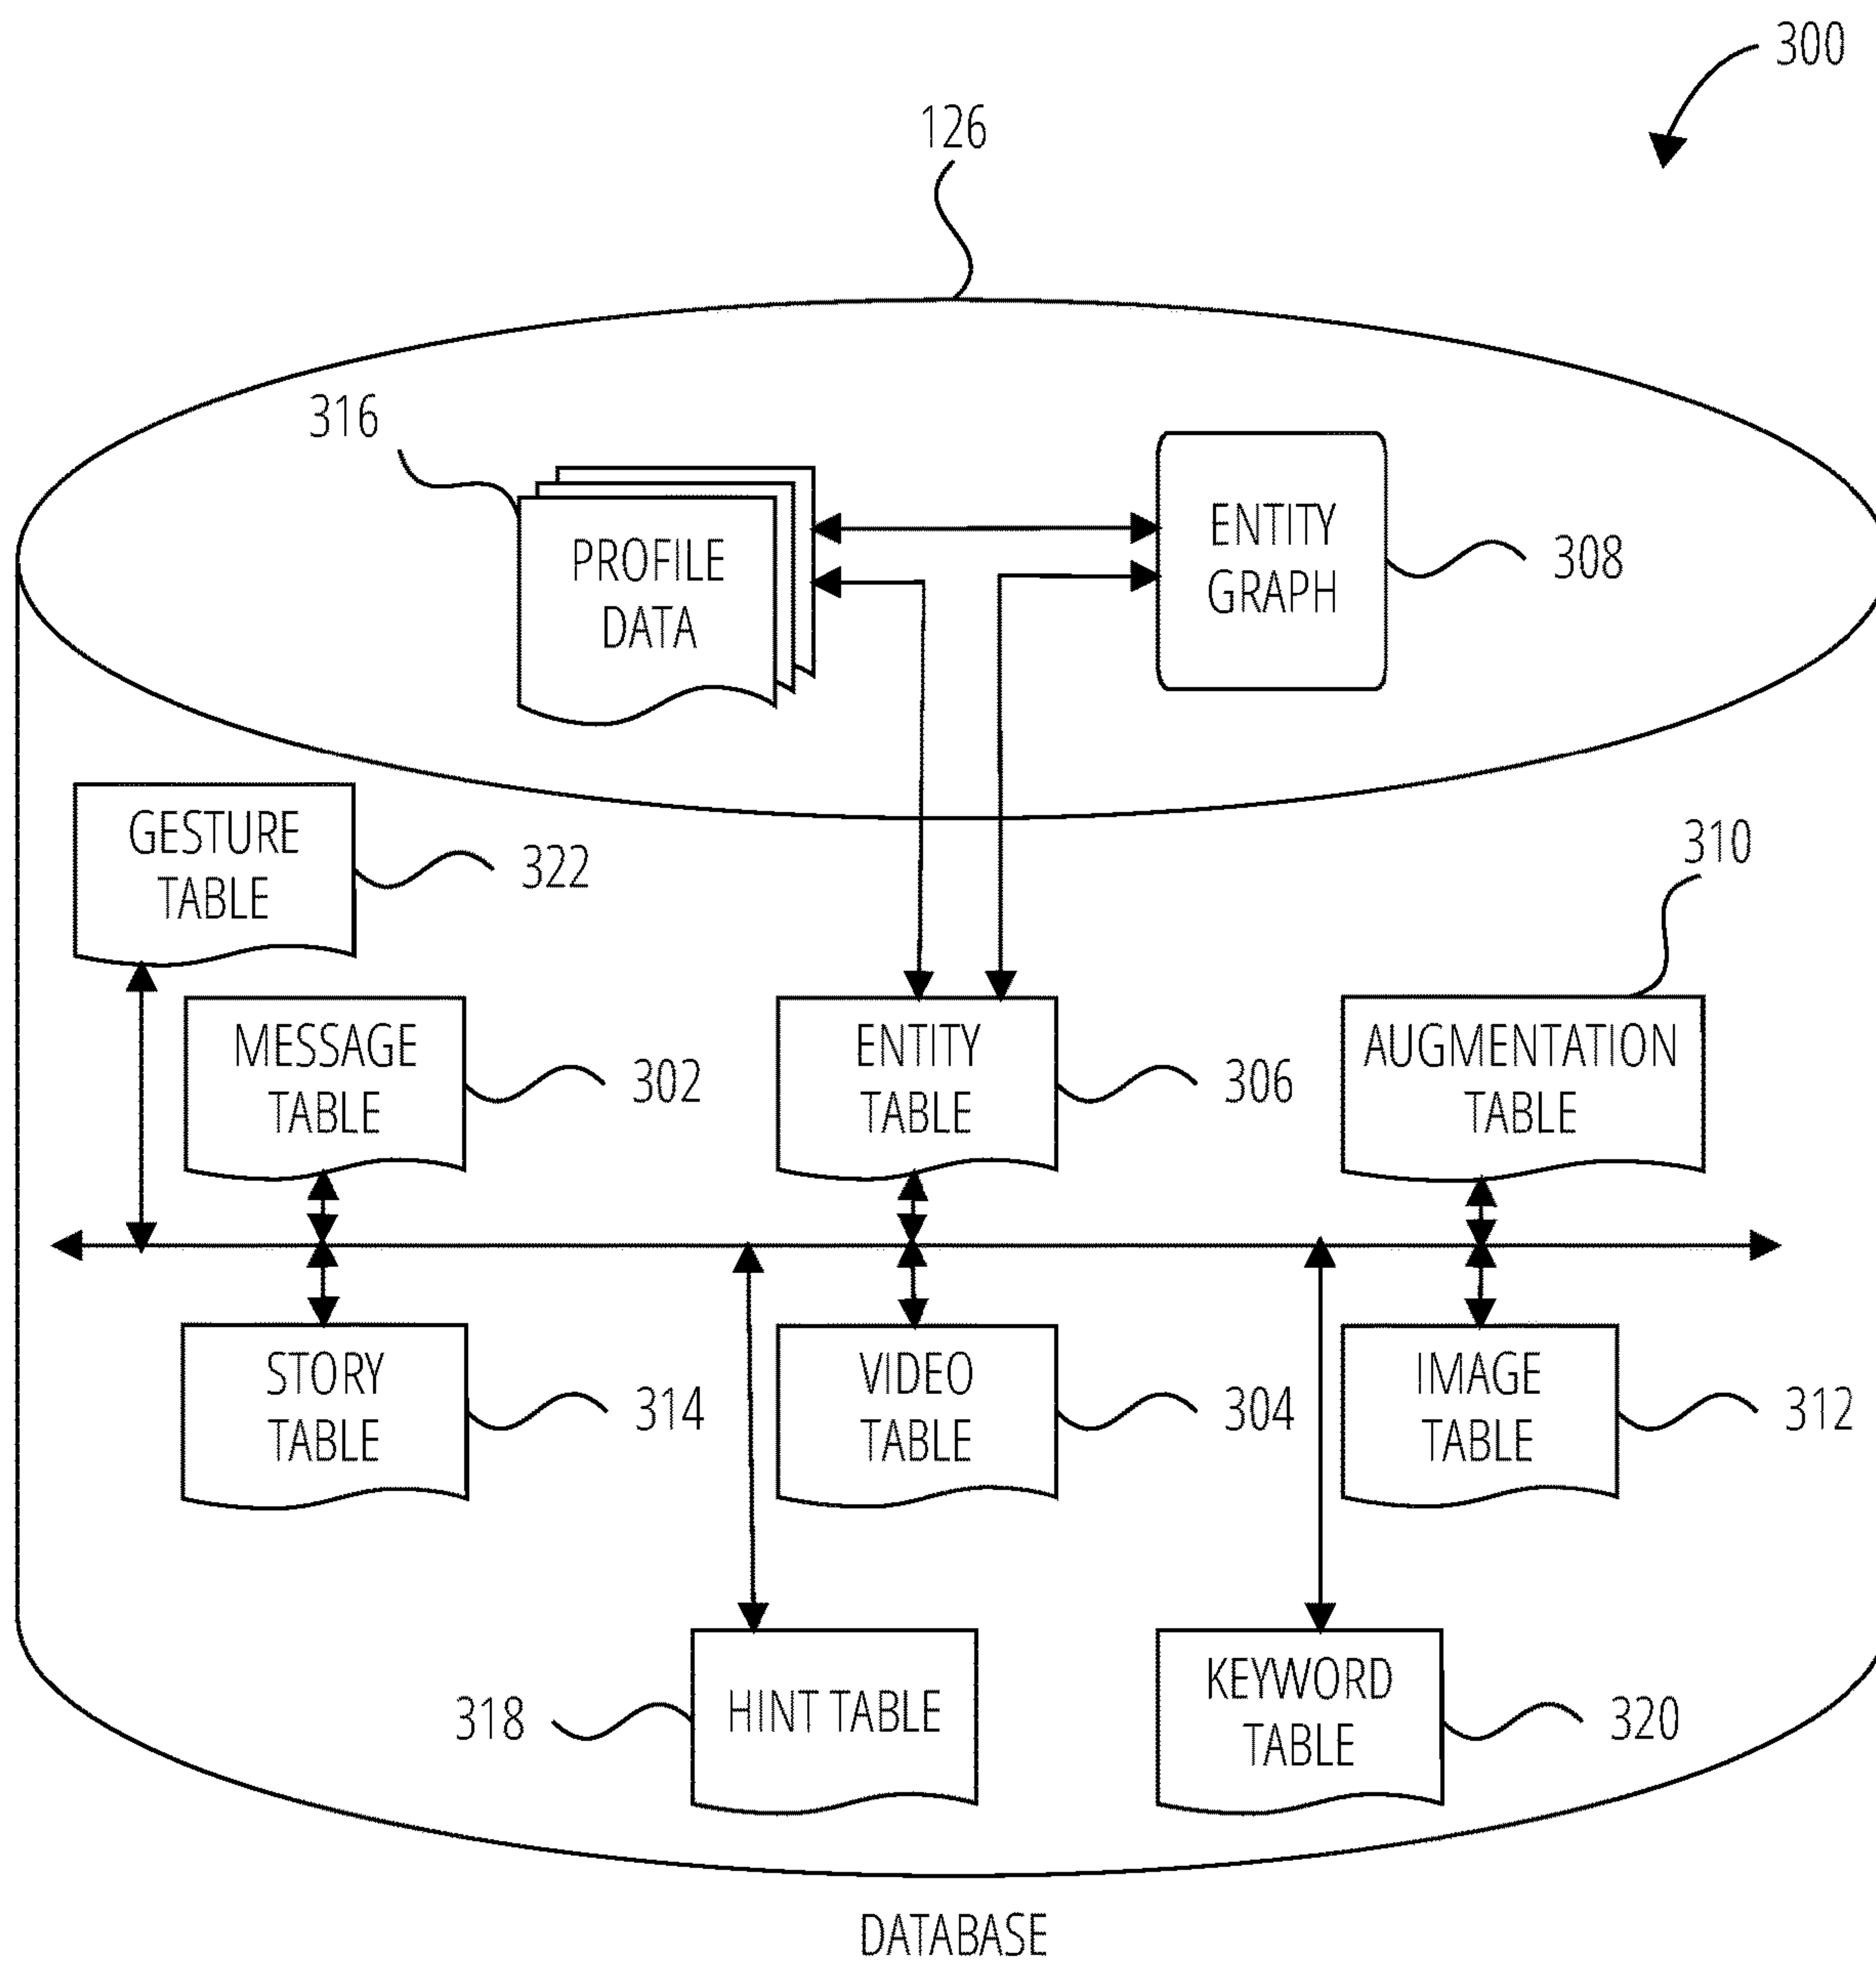 300
126
316
PROFILE
DATA
ENTITY
GRAPH
308
GESTURE
TABLE
322
310
MESSAGE
TABLE
302
ENTITY
TABLE
306
AUGMENTATION
TABLE
STORY
TABLE
314
VIDEO
TABLE
304
IMAGE
TABLE
312
318
HINT TABLE
KEYWORD
TABLE
320
DATABASE